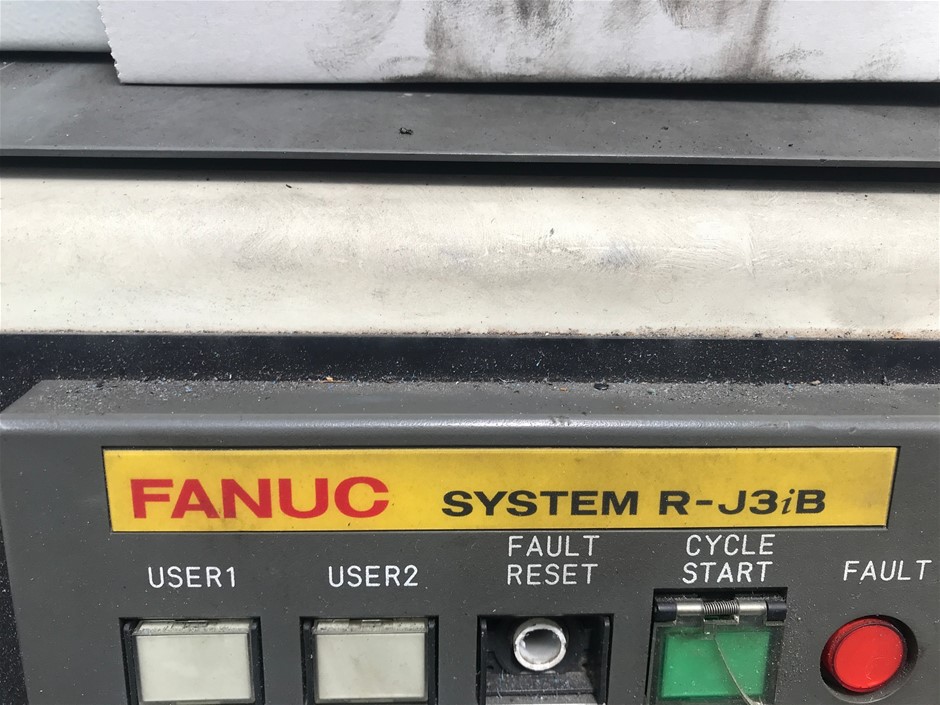 FANUC SYSTEM R-J3iB
USER1
USER2
FAULT
RESET
CYCLE
START
FAULT